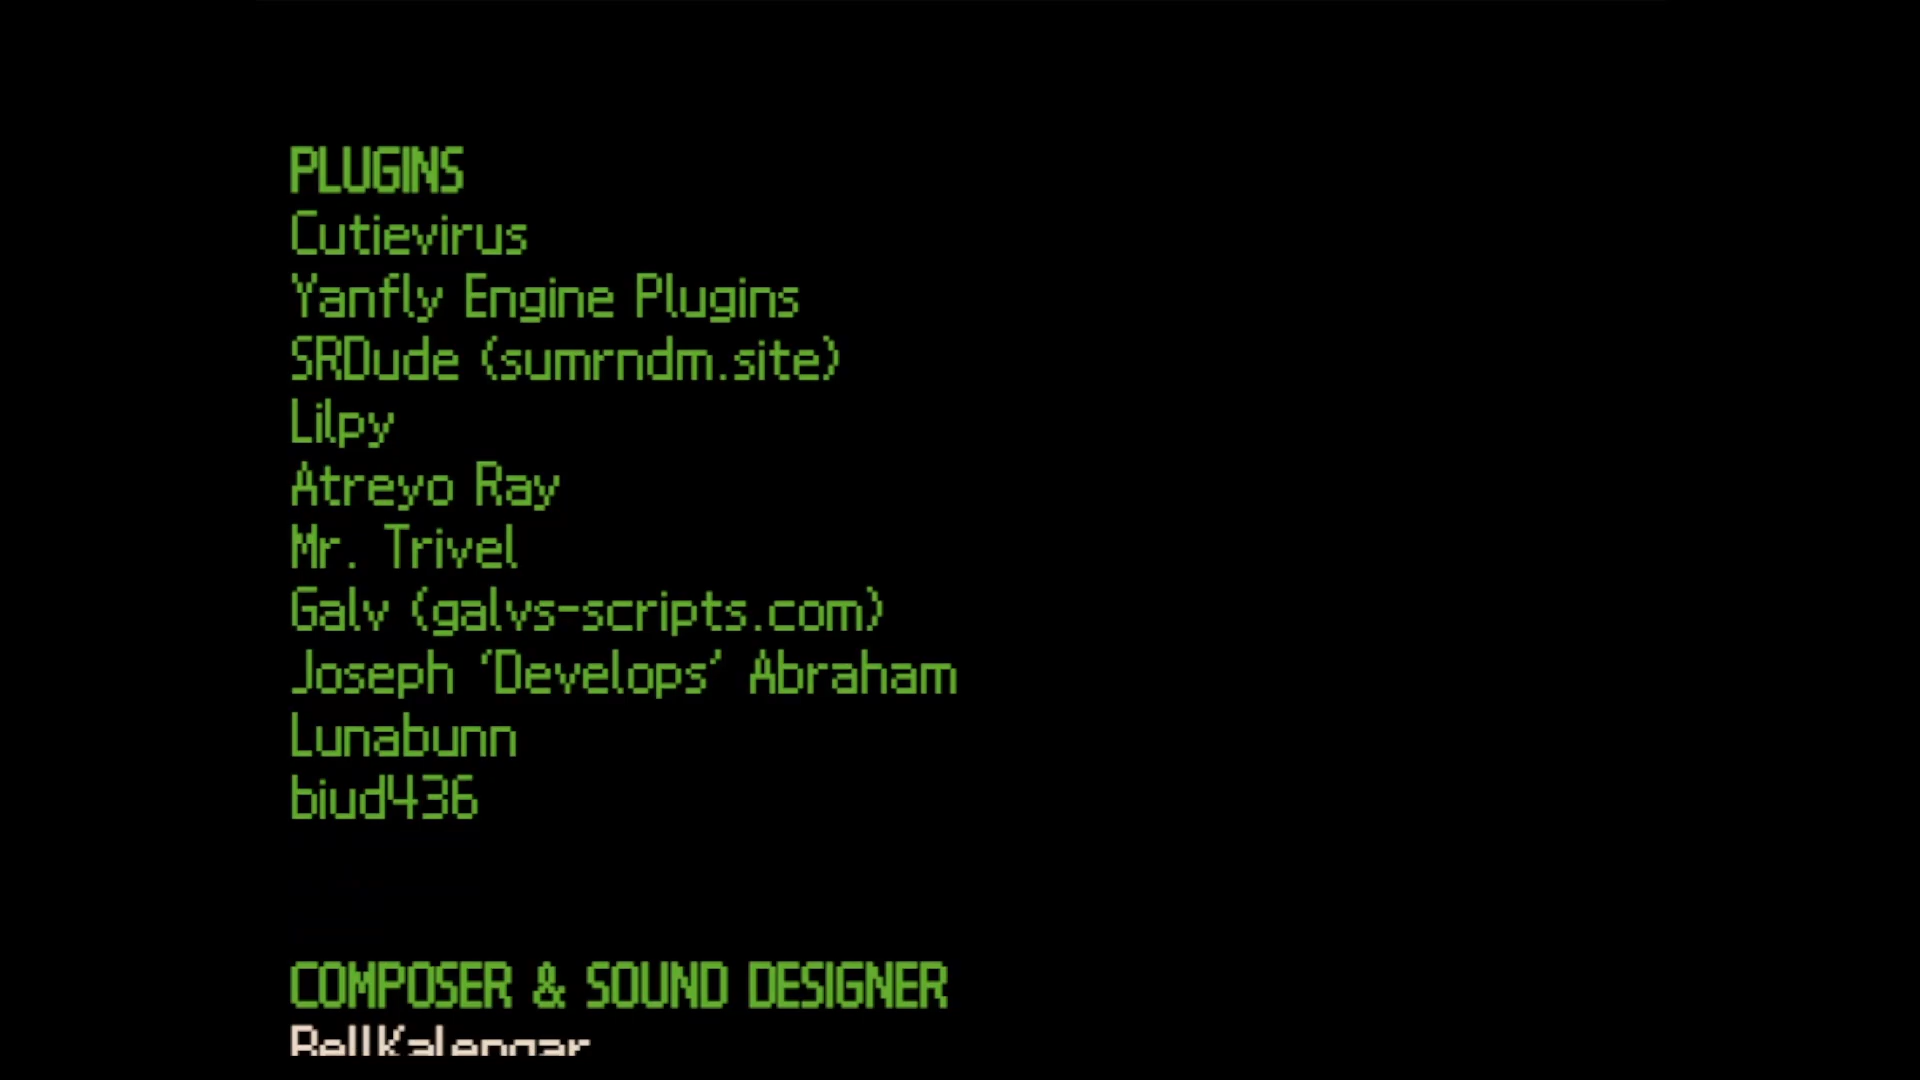 PLUGINS
Cutievirus
Yanfly Engine Plugins
SRDude (sumrndm.site)
Lilpy
Atreyo Ray
Mr. Trivel
Galv (galvs-scripts.com)
Joseph ‘Develops’ Abraham
Lunabunn
biud436
COMPOSER & SOUND DESIGNER